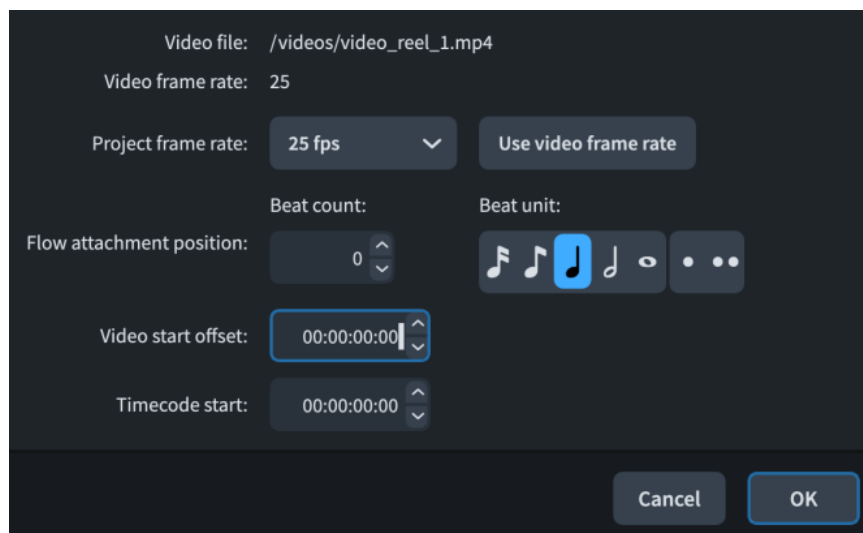 Video file: /videos/video_reel_1.mp4
Video frame rate: 25
Project frame rate: 25 fps Use video frame rate
Beat count: Beat unit:
Flow attachment position: 0
Video start offset: 00:00:00:00
Timecode start: 00:00:00:00
Cancel OK